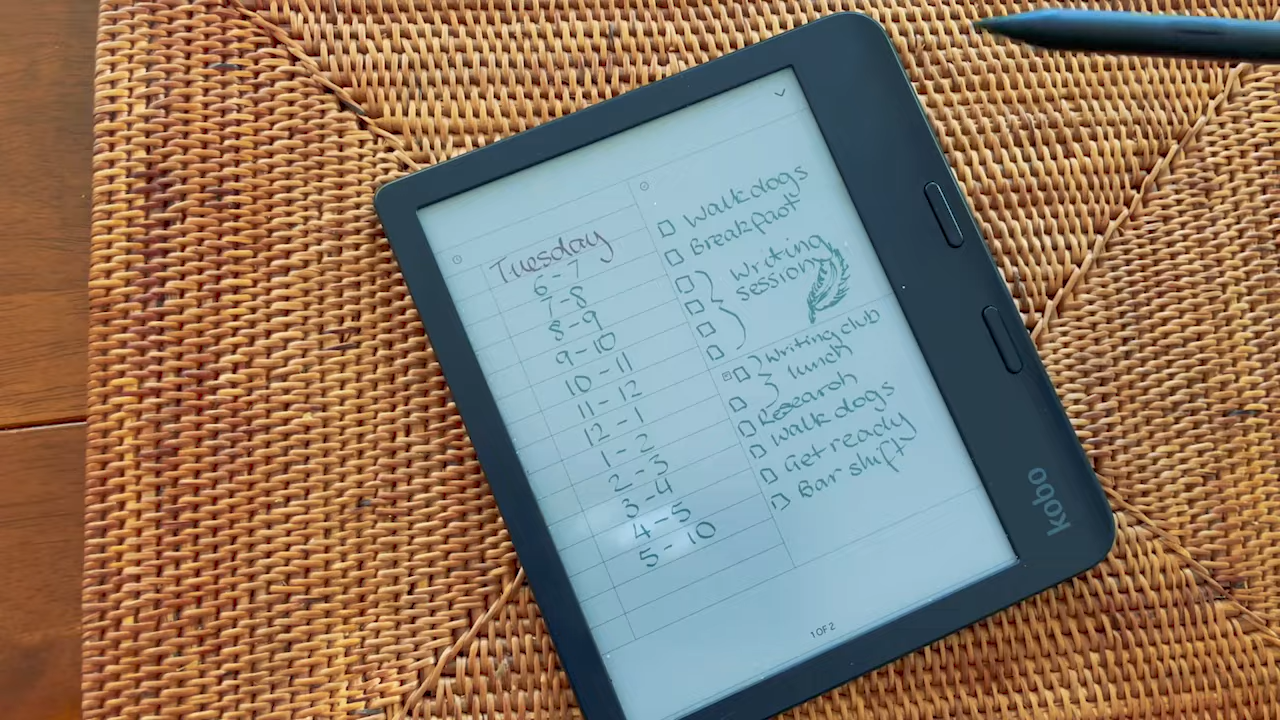 Tuesday
6-7
7-8
8-9
9-10
10-11
11-12
12-1
1-2
2-3
3-4
4-5
5-10
Walk dogs
Breakfast
Writing
session
Writing club
lunch
Research
Walk dogs
Get ready
Bar shift
1 OF 2
kobo